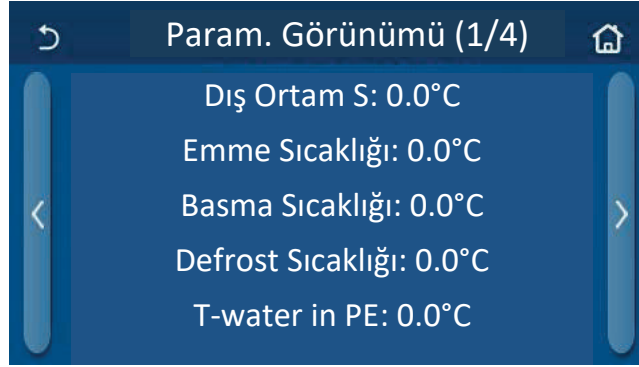 Param. Görünümü (1/4)
Dış Ortam S: 0.0°C
Emme Sıcaklığı: 0.0°C
Basma Sıcaklığı: 0.0°C
Defrost Sıcaklığı: 0.0°C
T-water in PE: 0.0°C